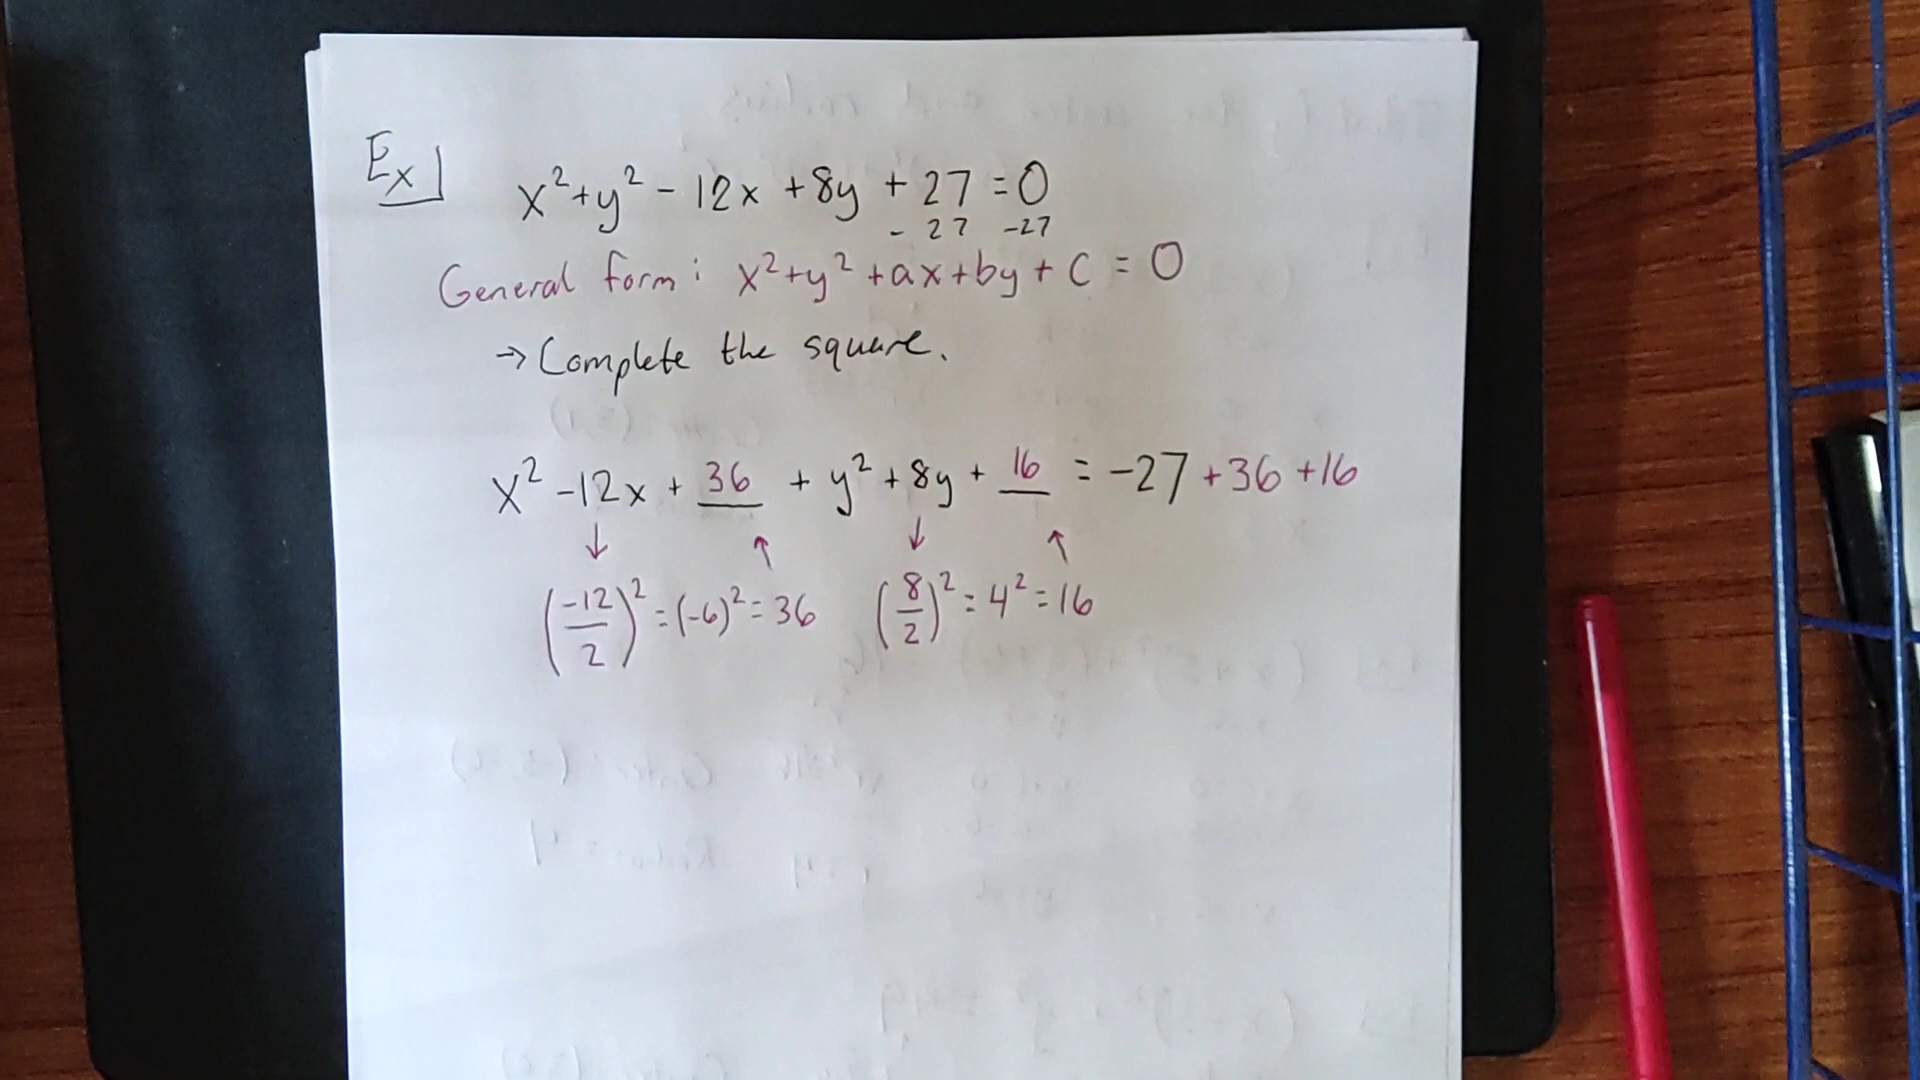 Ex 1 x² + y² - 12x + 8y + 27 = 0
- 27 -27
General form: x² + y² + ax + by + C = 0
→ Complete the square.
x² - 12x + 36 + y² + 8y + 16 = -27 + 36 + 16
↓ ↑ ↓ ↑
(-12/2)² = (-6)² = 36 (8/2)² = 4² = 16